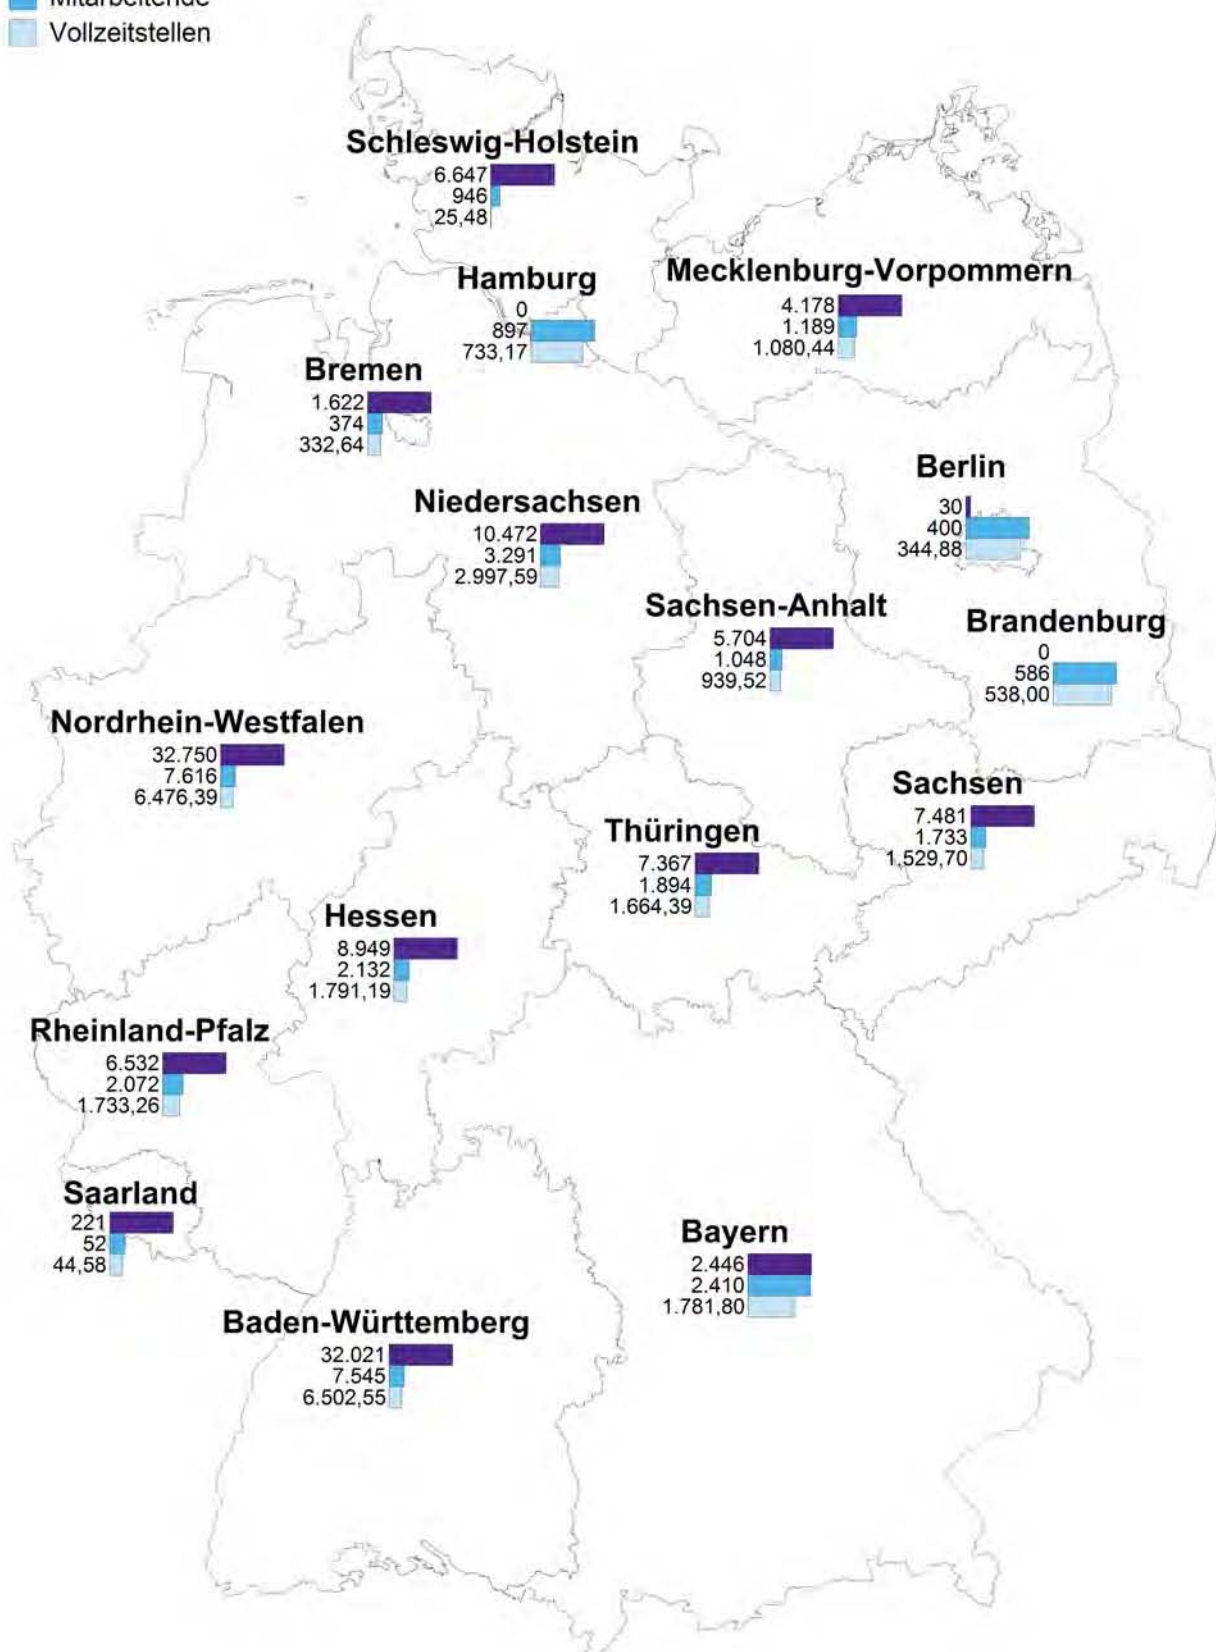 Mitarbeitende
Vollzeitstellen
Schleswig-Holstein
6.647
946
25,48
Hamburg
0
897
733,17
Mecklenburg-Vorpommern
4.178
1.189
1.080,44
Bremen
1.622
374
332,64
Berlin
30
400
344,88
Niedersachsen
10.472
3.291
2.997,59
Sachsen-Anhalt
5.704
1.048
939,52
Brandenburg
0
586
538,00
Nordrhein-Westfalen
32.750
7.616
6.476,39
Sachsen
7.481
1.733
1.529,70
Thüringen
7.367
1.894
1.664,39
Hessen
8.949
2.132
1.791,19
Rheinland-Pfalz
6.532
2.072
1.733,26
Saarland
221
52
44,58
Bayern
2.446
2.410
1.781,80
Baden-Württemberg
32.021
7.545
6.502,55